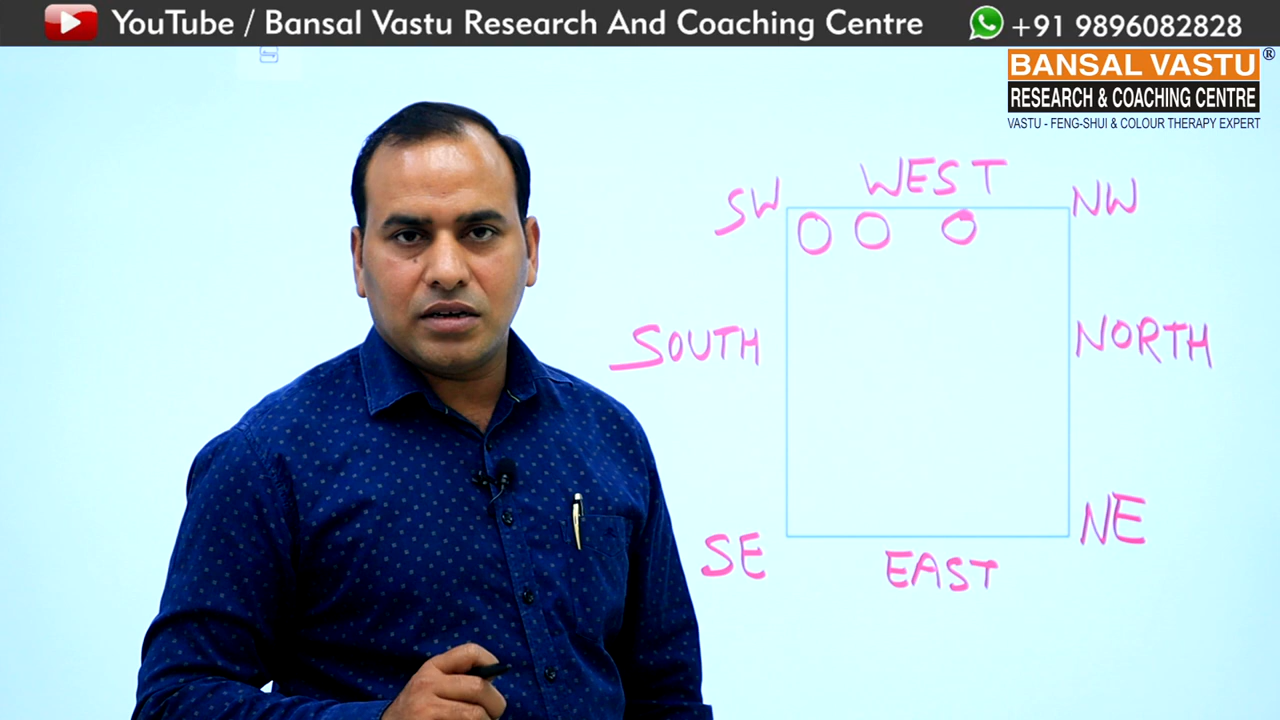 YouTube / Bansal Vastu Research And Coaching Centre
+91 9896082828
BANSAL VASTU ®
RESEARCH & COACHING CENTRE
VASTU - FENG-SHUI & COLOUR THERAPY EXPERT
SW WEST NW
SOUTH NORTH
SE EAST NE